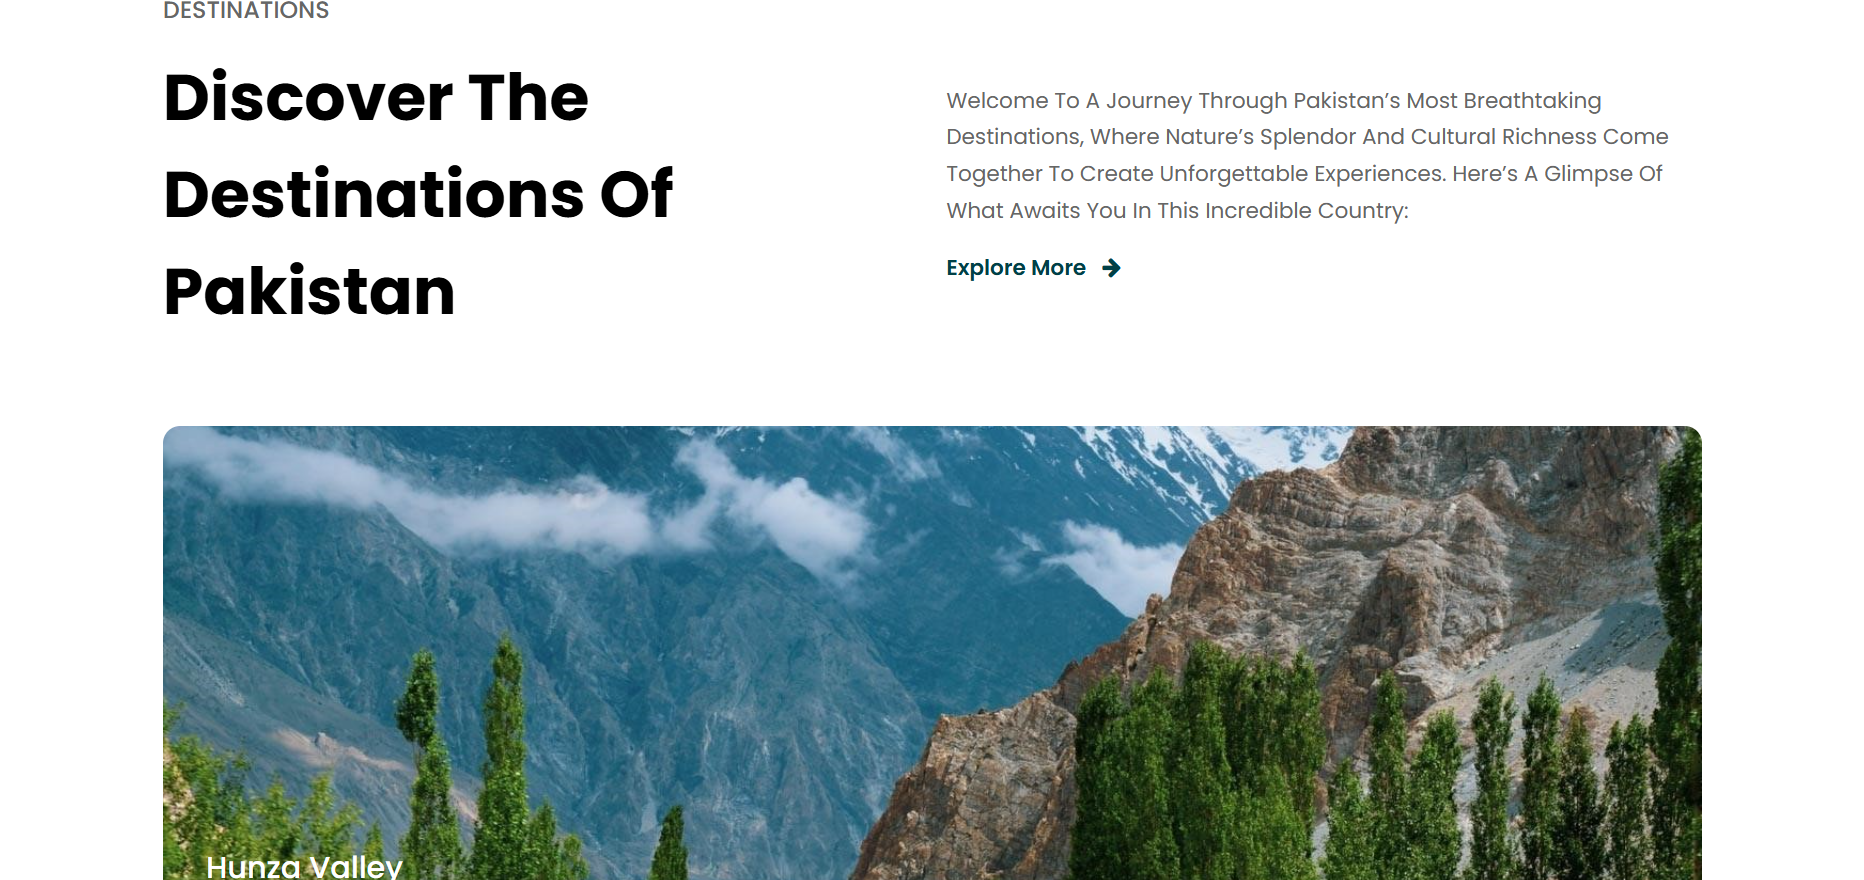 DESTINATIONS
Discover The
Destinations Of
Pakistan
Welcome To A Journey Through Pakistan’s Most Breathtaking
Destinations, Where Nature’s Splendor And Cultural Richness Come
Together To Create Unforgettable Experiences. Here’s A Glimpse Of
What Awaits You In This Incredible Country:
Explore More
Hunza Valley